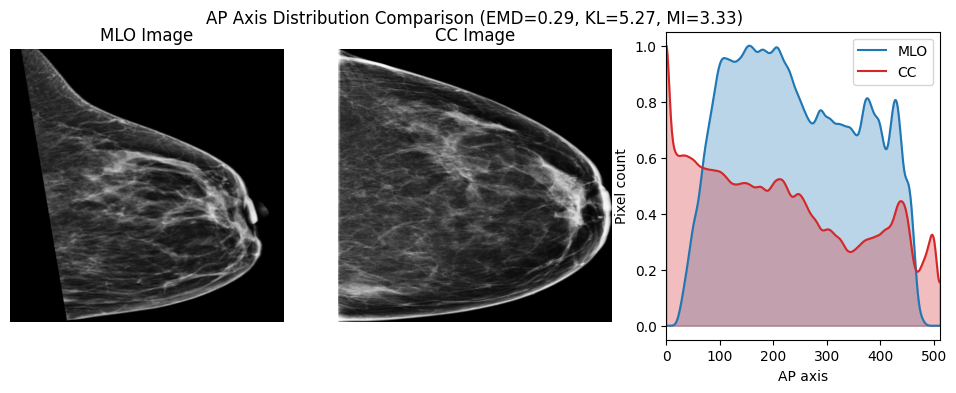 AP Axis Distribution Comparison (EMD=0.29, KL=5.27, MI=3.33)
MLO Image
CC Image
MLO
CC
Pixel count
1.0
0.8
0.6
0.4
0.2
0.0
0
100
200
300
400
500
AP axis